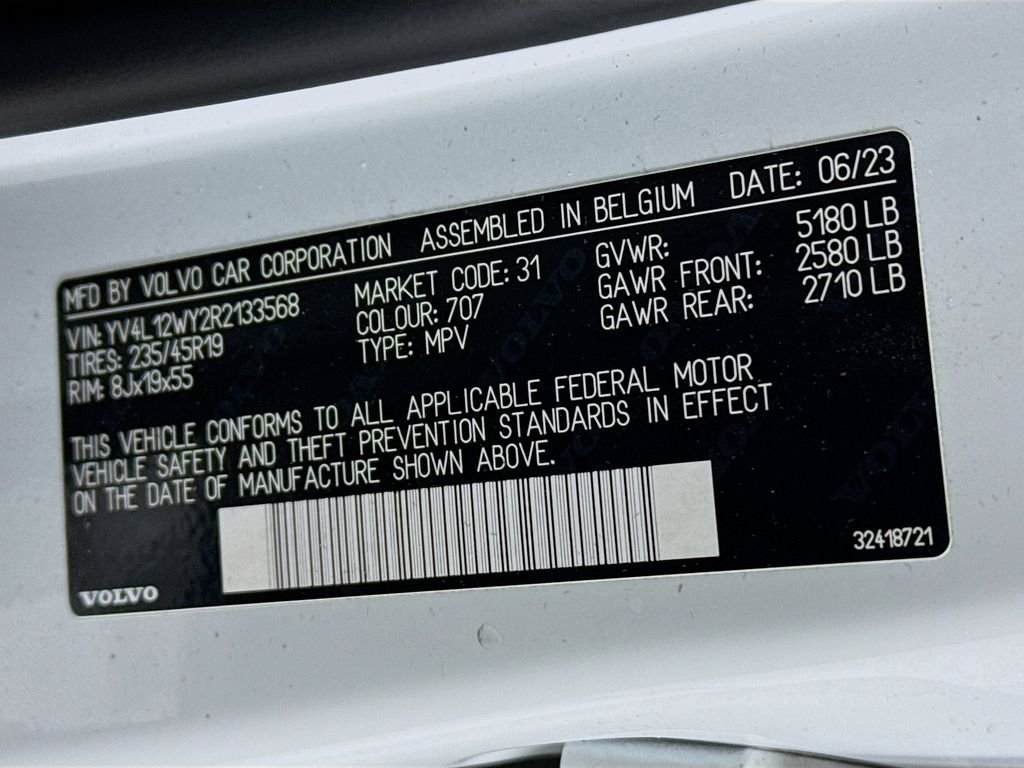 MFD BY VOLVO CAR CORPORATION ASSEMBLED IN BELGIUM DATE: 06/23
VIN: YV4L12WY2R2133568 MARKET CODE: 31 GVWR: 5180 LB
TIRES: 235/45R19 COLOUR: 707 GAWR FRONT: 2580 LB
RIM: 8Jx19x55 TYPE: MPV GAWR REAR: 2710 LB
THIS VEHICLE CONFORMS TO ALL APPLICABLE FEDERAL MOTOR
VEHICLE SAFETY AND THEFT PREVENTION STANDARDS IN EFFECT
ON THE DATE OF MANUFACTURE SHOWN ABOVE.
32418721
VOLVO